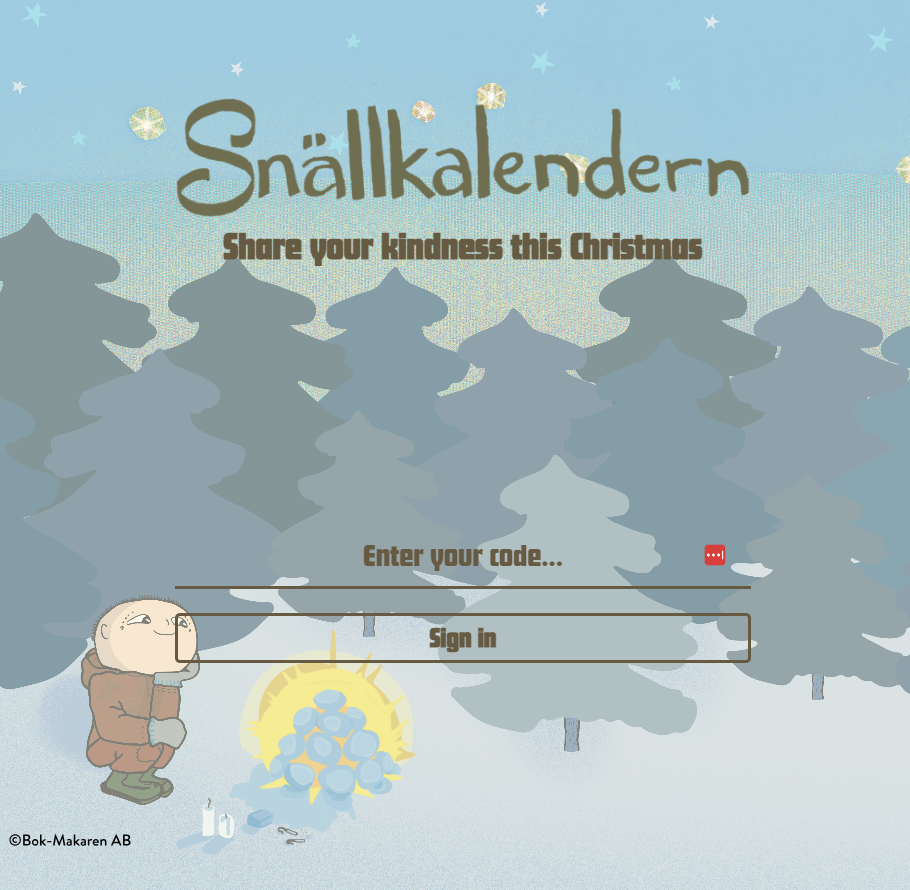 Snällkalendern
Share your kindness this Christmas
Enter your code...
Sign in
©Bok-Makaren AB